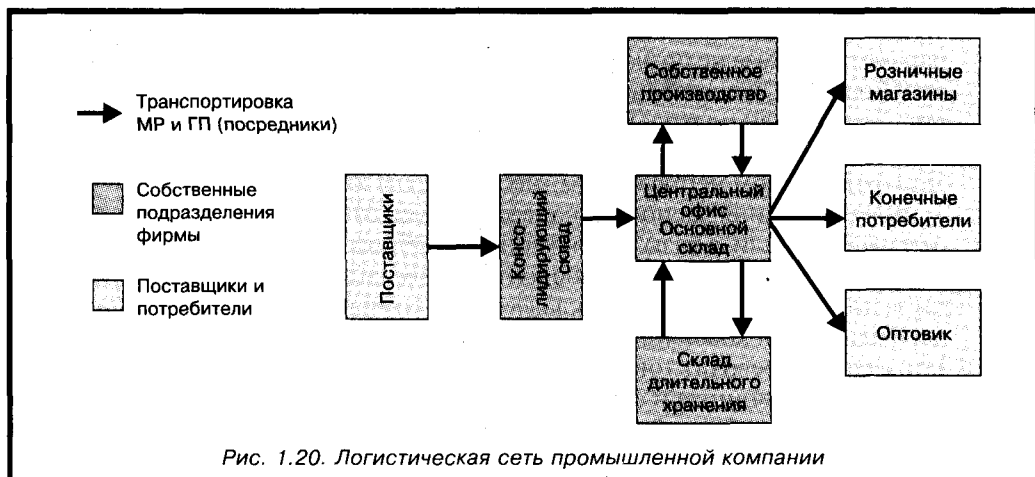 Транспортировка
МР и ГП (посредники)
Собственные
подразделения
фирмы
Поставщики и
потребители
Поставщики
Консо-
лидирующий
склад
Собственное
производство
Центральный
офис
Основной
склад
Склад
длительного
хранения
Розничные
магазины
Конечные
потребители
Оптовик
Рис. 1.20. Логистическая сеть промышленной компании